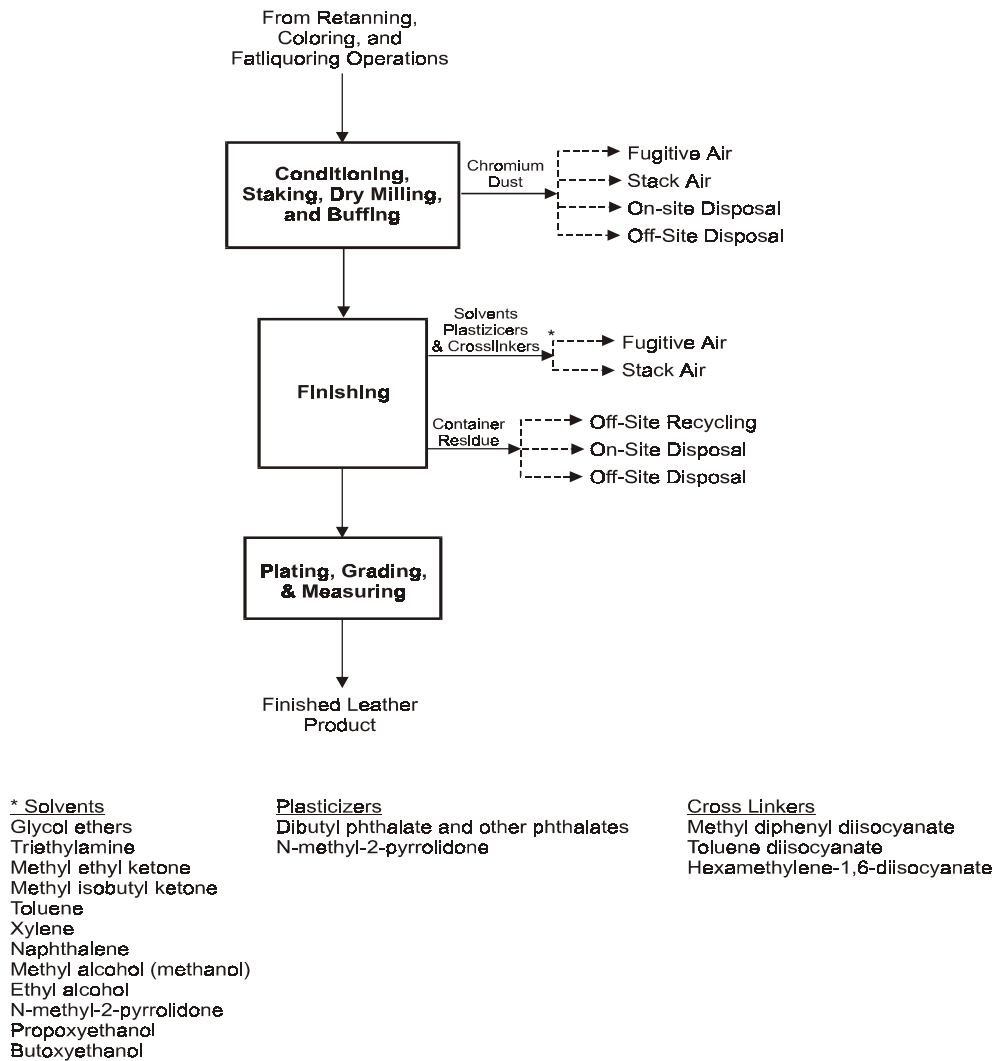 From Retanning,
Coloring, and
Fatliquoring Operations
Conditioning,
Staking, Dry Milling,
and Buffing
Chromium
Dust
Fugitive Air
Stack Air
On-site Disposal
Off-Site Disposal
Finishing
Solvents
Plastizicers
& Crosslinkers
*
Fugitive Air
Stack Air
Container
Residue
Off-Site Recycling
On-Site Disposal
Off-Site Disposal
Plating, Grading,
& Measuring
Finished Leather
Product
* Solvents
Glycol ethers
Triethylamine
Methyl ethyl ketone
Methyl isobutyl ketone
Toluene
Xylene
Naphthalene
Methyl alcohol (methanol)
Ethyl alcohol
N-methyl-2-pyrrolidone
Propoxyethanol
Butoxyethanol
Plasticizers
Dibutyl phthalate and other phthalates
N-methyl-2-pyrrolidone
Cross Linkers
Methyl diphenyl diisocyanate
Toluene diisocyanate
Hexamethylene-1,6-diisocyanate